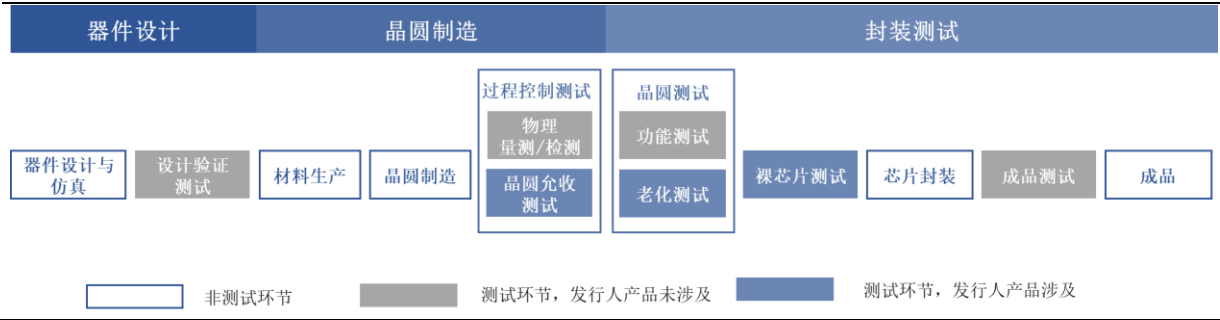 器件设计
晶圆制造
封装测试
器件设计与
仿真
设计验证
测试
材料生产
晶圆制造
过程控制测试
物理
量测/检测
晶圆允收
测试
晶圆测试
功能测试
老化测试
裸芯片测试
芯片封装
成品测试
成品
非测试环节
测试环节，发行人产品未涉及
测试环节，发行人产品涉及